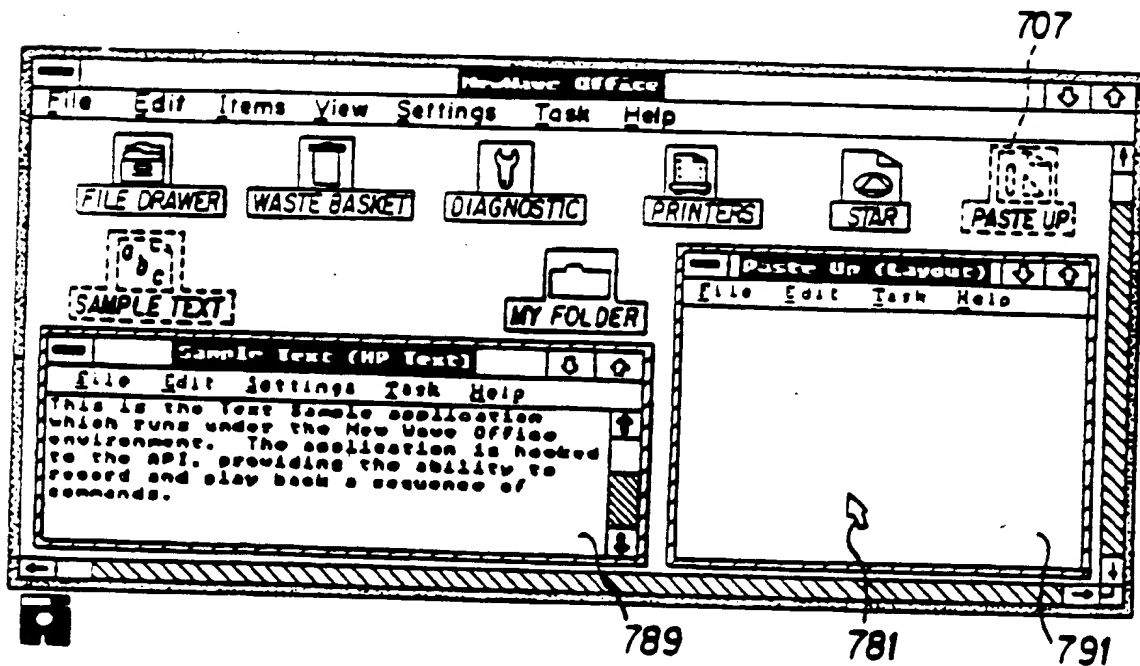 707
NewWave Office
File Edit Items View Settings Task Help
FILE DRAWER WASTE BASKET DIAGNOSTIC PRINTERS STAR PASTE UP
SAMPLE TEXT MY FOLDER
Paste Up (Layout)
File Edit Task Help
Sample Text (HP Text)
File Edit Settings Task Help
This is the Text Sample application
which runs under the New Wave Office
environment. The application is hooked
to the API, providing the ability to
record and play back a sequence of
commands.
789 781 791